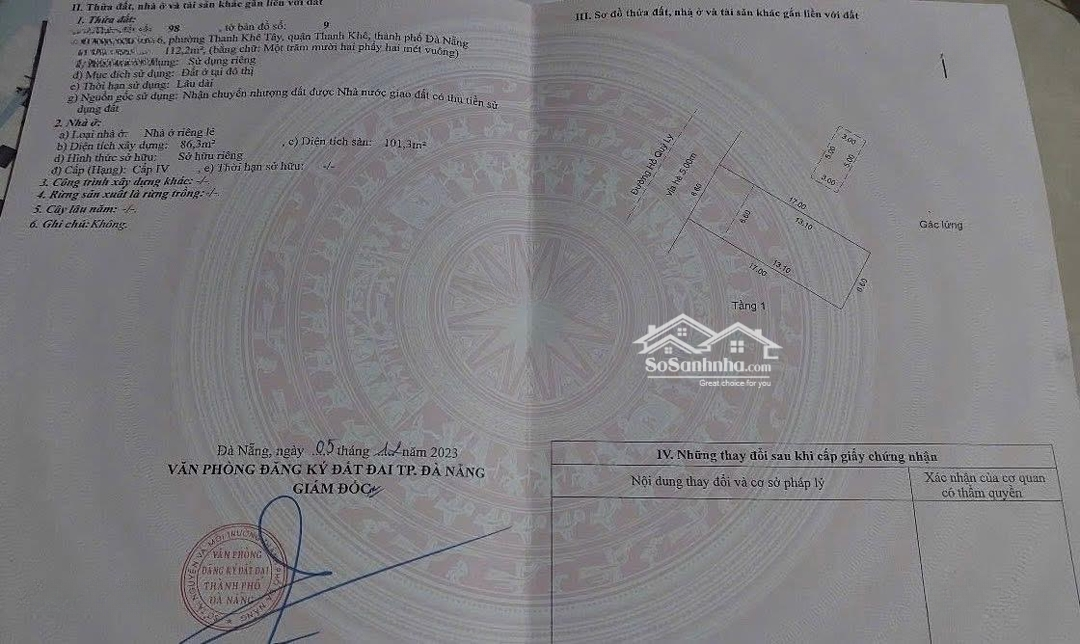 II. Thửa đất, nhà ở và tài sản khác gắn liền với đất
1. Thửa đất:
98 , tờ bản đồ số: 9
6, phường Thanh Khê Tây, quận Thanh Khê, thành phố Đà Nẵng
112,2m², (bằng chữ: Một trăm mười hai phẩy hai mét vuông)
dụng: Sử dụng riêng
đ) Mục đích sử dụng: Đất ở tại đô thị
e) Thời hạn sử dụng: Lâu dài
g) Nguồn gốc sử dụng: Nhận chuyển nhượng đất được Nhà nước giao đất có thu tiền sử
dụng đất
2. Nhà ở:
a) Loại nhà ở: Nhà ở riêng lẻ
b) Diện tích xây dựng: 86,3m² , c) Diện tích sàn: 101,3m²
d) Hình thức sở hữu: Sở hữu riêng
đ) Cấp (Hạng): Cấp IV , e) Thời hạn sở hữu: -/-
3. Công trình xây dựng khác: -/-
4. Rừng sản xuất là rừng trồng: -/-
5. Cây lâu năm: -/-
6. Ghi chú: Không.
Đà Nẵng, ngày 05 tháng 12 năm 2023
VĂN PHÒNG ĐĂNG KÝ ĐẤT ĐAI TP. ĐÀ NẴNG
GIÁM ĐỐC
VĂN PHÒNG
ĐĂNG KÝ ĐẤT ĐAI
THÀNH PHỐ
ĐÀ NẴNG
III. Sơ đồ thửa đất, nhà ở và tài sản khác gắn liền với đất
Đường Hồ Quý Ly
Vỉa hè 5.00m
6.60
6.60
17.00
13.10
13.10
17.00
6.60
3.00
5.00
5.00
3.00
Gác lửng
Tầng 1
SoSanhnha.com
Great choice for you
IV. Những thay đổi sau khi cấp giấy chứng nhận
Nội dung thay đổi và cơ sở pháp lý
Xác nhận của cơ quan
có thẩm quyền